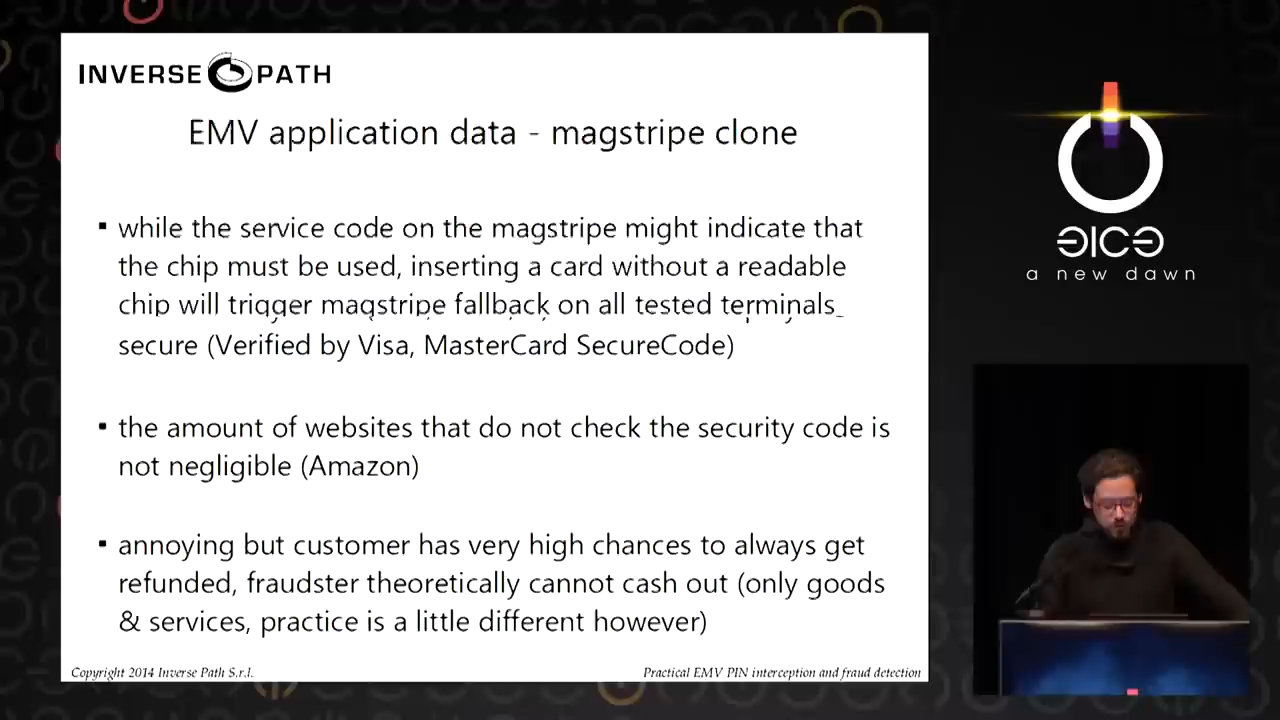 INVERSE PATH
EMV application data - magstripe clone
▪ while the service code on the magstripe might indicate that
the chip must be used, inserting a card without a readable
chip will trigger magstripe fallback on all tested terminals
secure (Verified by Visa, MasterCard SecureCode)
▪ the amount of websites that do not check the security code is
not negligible (Amazon)
▪ annoying but customer has very high chances to always get
refunded, fraudster theoretically cannot cash out (only goods
& services, practice is a little different however)
Copyright 2014 Inverse Path S.r.l.
Practical EMV PIN interception and fraud detection
31C3
a new dawn